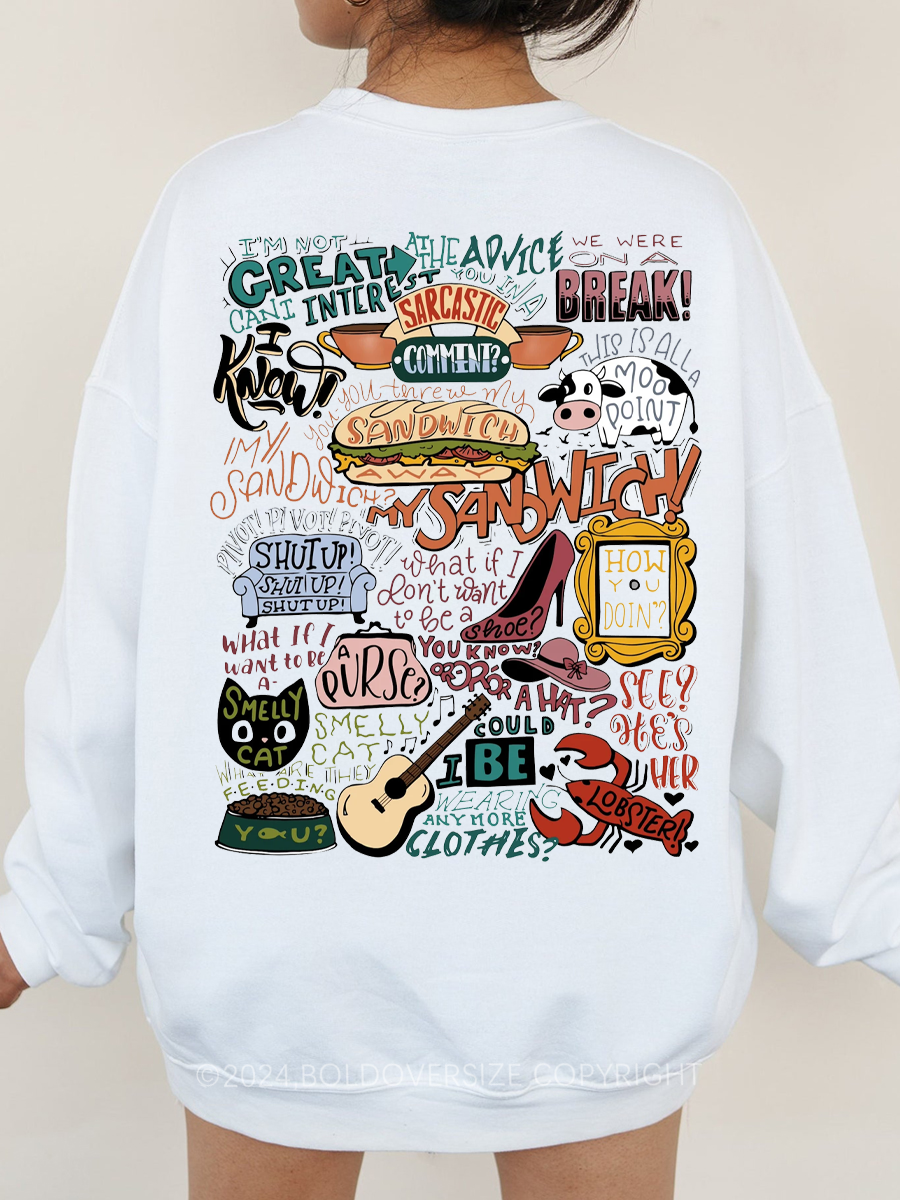 I'M NOT
GREAT
AT THE ADVICE
CAN I INTEREST
YOU IN A
SARCASTIC
COMMENT?
WE WERE
ON A
BREAK!
I
KNOW!
THIS IS ALL A
MOO
POINT
YOU YOU YOU threw my
SANDWICH
AWAY
MY
SANDWICH?
MY SANDWICH!
PIVOT! PIVOT! PIVOT!
SHUT UP!
SHUT UP!
SHUT UP!
what if I
don't want
to be a
shoe?
HOW
YOU
DOIN'?
WHAT IF I
want to BE
A-
A
PURSE?
YOU KNOW?
OR OR OR
A HAT?
SEE?
HE'S
HER
LOBSTER!
SMELLY
CAT
SMELLY
CAT
WHAT ARE THEY
FEEDING
YOU?
COULD
I BE
WEARING
ANY MORE
CLOTHES?
©2024,BOLDOVERSIZE COPYRIGHT